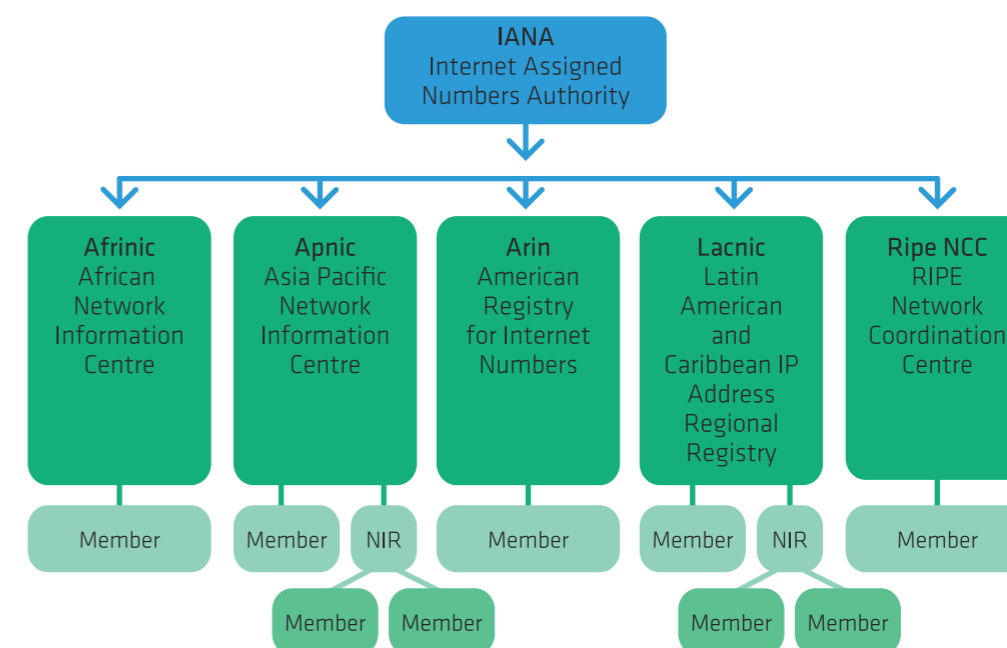 IANA
Internet Assigned
Numbers Authority
Afrinic
African
Network
Information
Centre
Apnic
Asia Pacific
Network
Information
Centre
Arin
American
Registry
for Internet
Numbers
Lacnic
Latin
American
and
Caribbean IP
Address
Regional
Registry
Ripe NCC
RIPE
Network
Coordination
Centre
Member
Member
NIR
Member
Member
NIR
Member
Member
Member
Member
Member